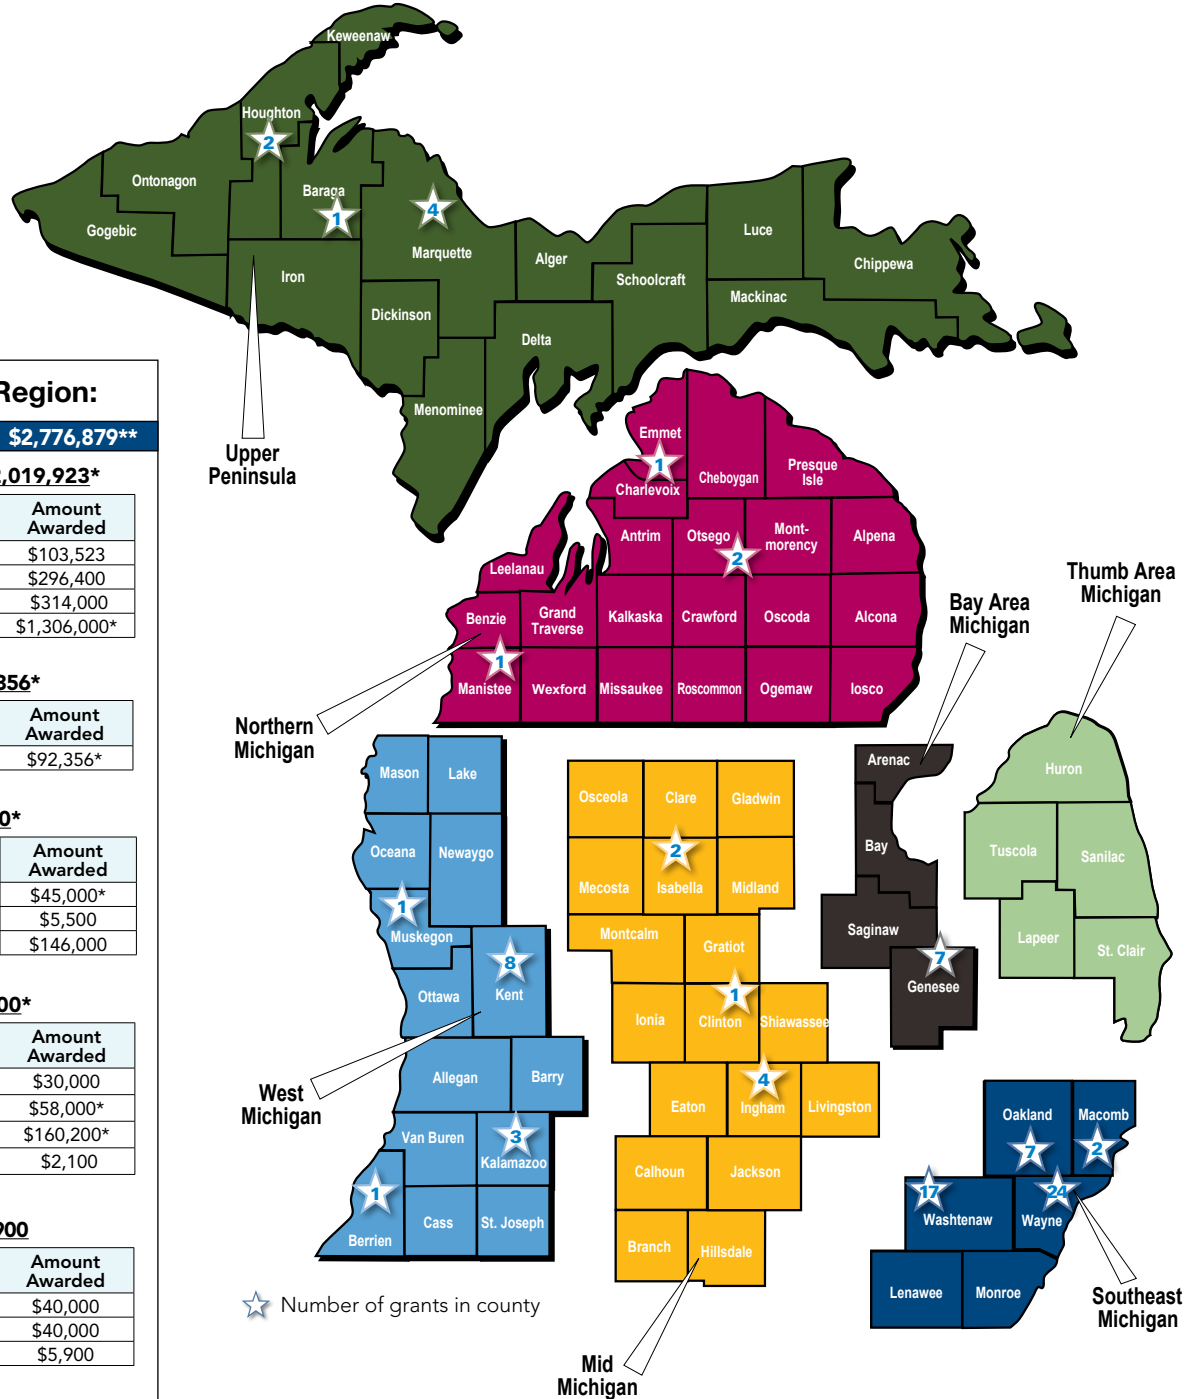 Keweenaw
Houghton
2
Ontonagon
Baraga
1
4
Gogebic
Marquette
Alger
Luce
Chippewa
Iron
Schoolcraft
Mackinac
Dickinson
Delta
Menominee
Upper
Peninsula
Region:
$2,776,879**
,019,923*
Amount
Awarded
$103,523
$296,400
$314,000
$1,306,000*
356*
Amount
Awarded
$92,356*
0*
Amount
Awarded
$45,000*
$5,500
$146,000
00*
Amount
Awarded
$30,000
$58,000*
$160,200*
$2,100
900
Amount
Awarded
$40,000
$40,000
$5,900
Emmet
1
Charlevoix
Cheboygan
Presque
Isle
Antrim
Otsego
2
Mont-
morency
Alpena
Leelanau
Benzie
Grand
Traverse
Kalkaska
Crawford
Oscoda
Alcona
1
Manistee
Wexford
Missaukee
Roscommon
Ogemaw
Iosco
Northern
Michigan
Bay Area
Michigan
Thumb Area
Michigan
Mason
Lake
Oceana
Newaygo
1
Muskegon
8
Ottawa
Kent
Allegan
Barry
Van Buren
3
Kalamazoo
1
Berrien
Cass
St. Joseph
West
Michigan
Osceola
Clare
Gladwin
2
Mecosta
Isabella
Midland
Montcalm
Gratiot
1
Ionia
Clinton
Shiawassee
4
Eaton
Ingham
Livingston
Calhoun
Jackson
Branch
Hillsdale
Mid
Michigan
Arenac
Bay
Saginaw
7
Genesee
Huron
Tuscola
Sanilac
Lapeer
St. Clair
Oakland
7
Macomb
2
17
Washtenaw
24
Wayne
Lenawee
Monroe
Southeast
Michigan
Number of grants in county